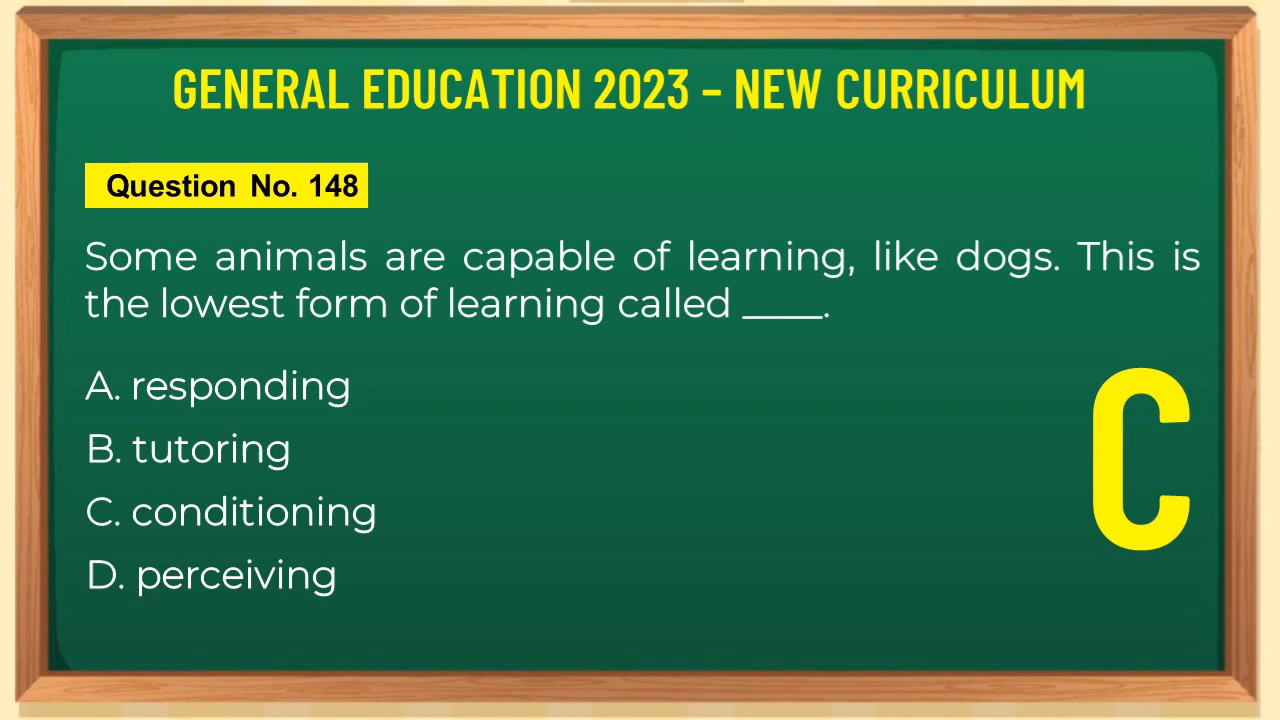 GENERAL EDUCATION 2023 – NEW CURRICULUM
Question No. 148
Some animals are capable of learning, like dogs. This is
the lowest form of learning called ____.
A. responding
B. tutoring
C. conditioning
D. perceiving
C